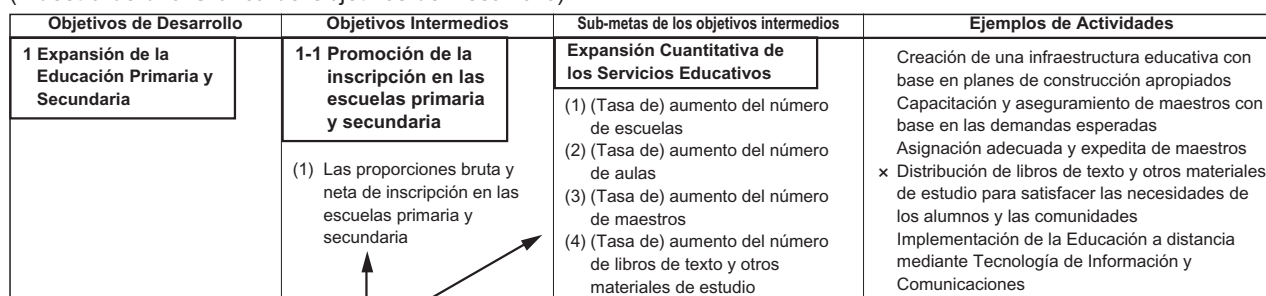 Objetivos de Desarrollo
Objetivos Intermedios
Sub-metas de los objetivos intermedios
Ejemplos de Actividades
1 Expansión de la
Educación Primaria y
Secundaria
1-1 Promoción de la
inscripción en las
escuelas primaria
y secundaria
(1) Las proporciones bruta y
neta de inscripción en las
escuelas primaria y
secundaria
Expansión Cuantitativa de
los Servicios Educativos
(1) (Tasa de) aumento del número
de escuelas
(2) (Tasa de) aumento del número
de aulas
(3) (Tasa de) aumento del número
de maestros
(4) (Tasa de) aumento del número
de libros de texto y otros
materiales de estudio
Creación de una infraestructura educativa con
base en planes de construcción apropiados
Capacitación y aseguramiento de maestros con
base en las demandas esperadas
Asignación adecuada y expedita de maestros
× Distribución de libros de texto y otros materiales
de estudio para satisfacer las necesidades de
los alumnos y las comunidades
Implementación de la Educación a distancia
mediante Tecnología de Información y
Comunicaciones